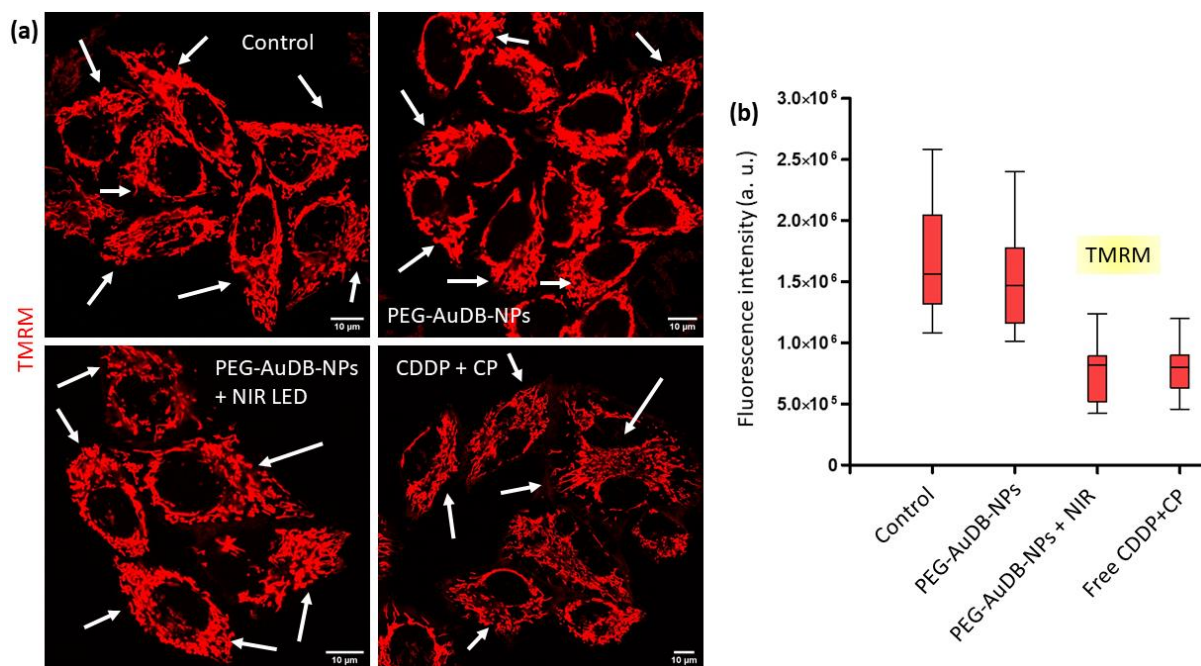 (a)
Control
10 µm
PEG-AuDB-NPs
10 µm
TMRM
PEG-AuDB-NPs
+ NIR LED
10 µm
CDDP + CP
10 µm
(b)
Fluorescence intensity (a. u.)
3.0×10⁶
2.5×10⁶
2.0×10⁶
1.5×10⁶
1.0×10⁶
5.0×10⁵
0
TMRM
Control
PEG-AuDB-NPs
PEG-AuDB-NPs + NIR
Free CDDP+CP